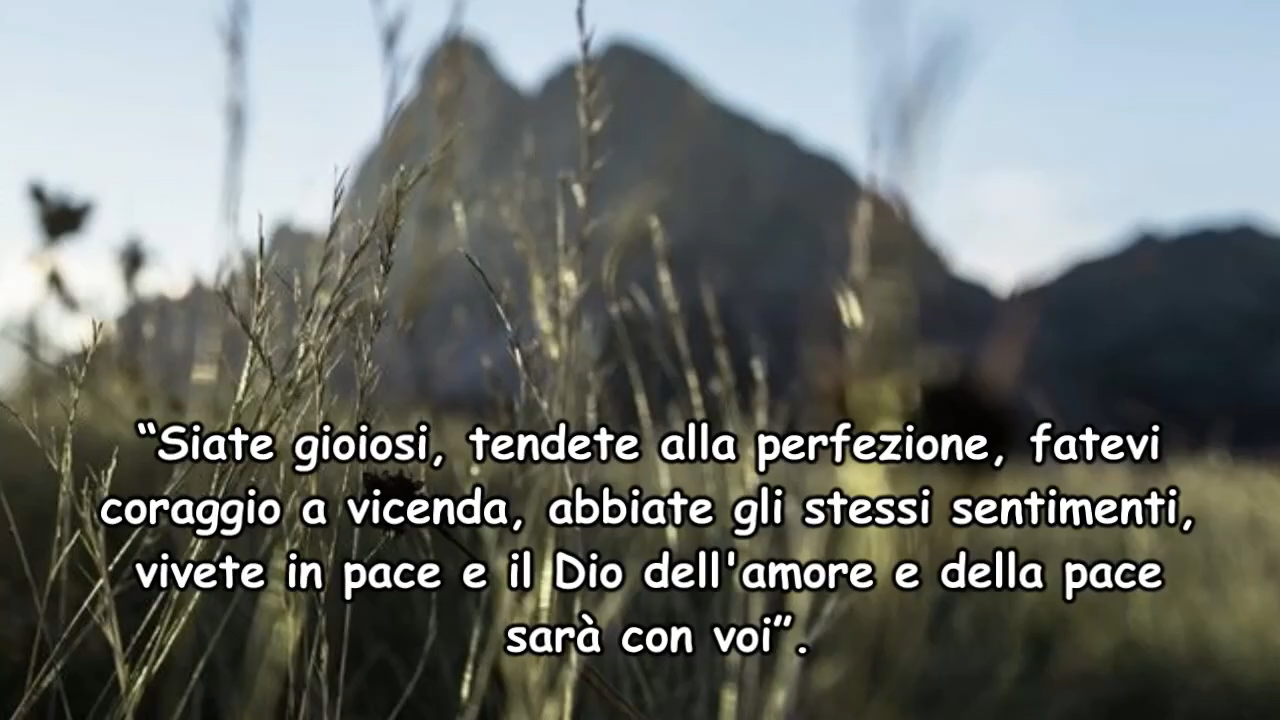 “Siate gioiosi, tendete alla perfezione, fatevi
coraggio a vicenda, abbiate gli stessi sentimenti,
vivete in pace e il Dio dell'amore e della pace
sarà con voi”.